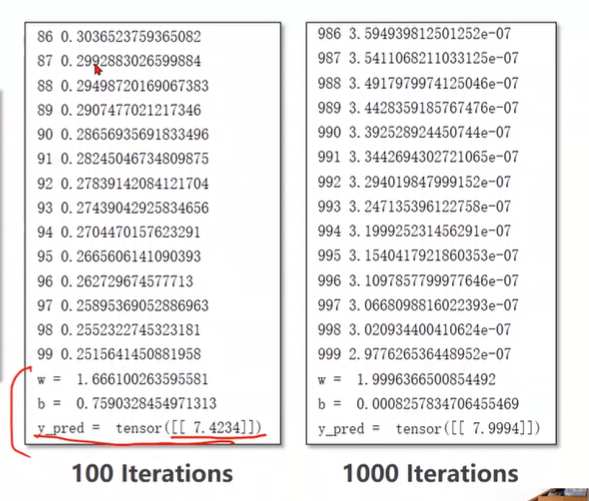 86 0.3036523759365082
87 0.2992883026599884
88 0.29498720169067383
89 0.2907477021217346
90 0.28656935691833496
91 0.28245046734809875
92 0.27839142084121704
93 0.27439042925834656
94 0.2704470157623291
95 0.2665606141090393
96 0.262729674577713
97 0.25895369052886963
98 0.2552322745323181
99 0.2515641450881958
w = 1.666100263595581
b = 0.7590328454971313
y_pred = tensor([[ 7.4234]])
100 Iterations
986 3.594939812501252e-07
987 3.5411068211033125e-07
988 3.4917979974125046e-07
989 3.4428359185767476e-07
990 3.392528924450744e-07
991 3.3442694302721065e-07
992 3.294019847999152e-07
993 3.247135396122758e-07
994 3.199925231456291e-07
995 3.1540417921860353e-07
996 3.1097857799977646e-07
997 3.0668098816022393e-07
998 3.020934400410624e-07
999 2.977626536448952e-07
w = 1.9996366500854492
b = 0.0008257834706455469
y_pred = tensor([[ 7.9994]])
1000 Iterations